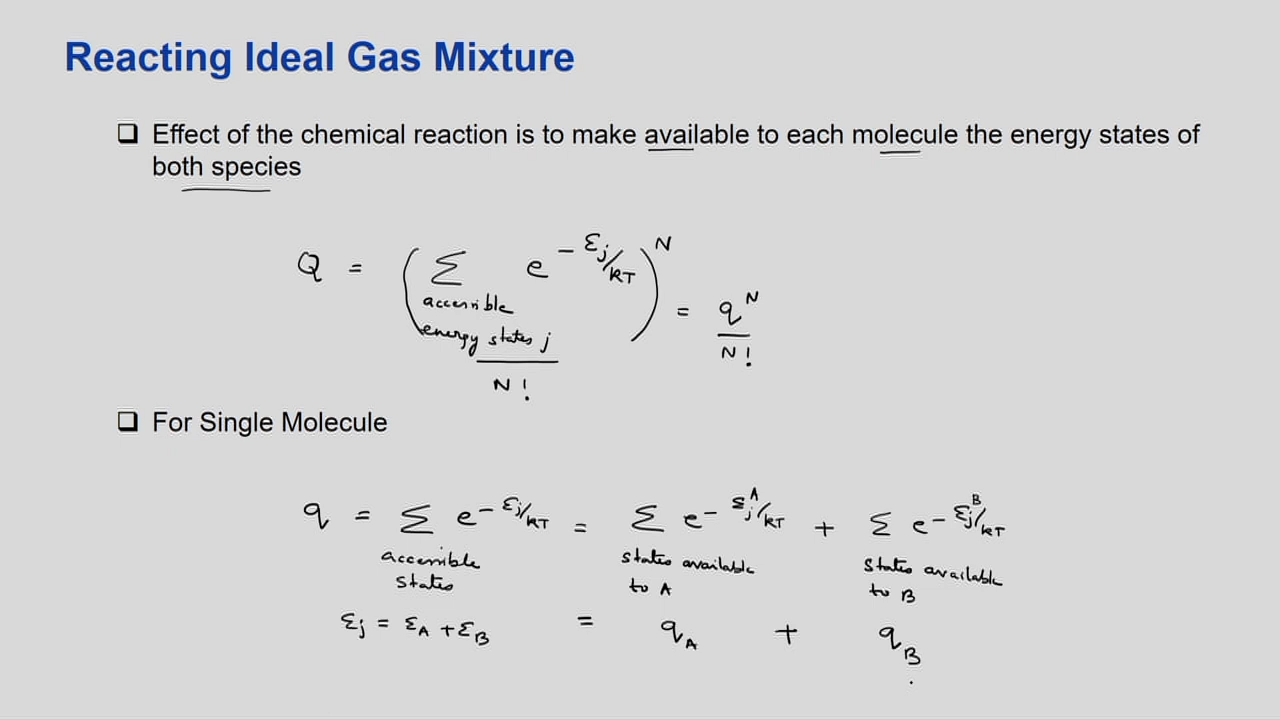 Reacting Ideal Gas Mixture
❑ Effect of the chemical reaction is to make available to each molecule the energy states of
both species
Q = ( Σ e^{-εj/kT} )^N
accessible
energy states j
N!
= q^N / N!
❑ For Single Molecule
q = Σ e^{-εj/kT} = Σ e^{-εj^A/kT} + Σ e^{-εj^B/kT}
accessible states available states available
states to A to B
εj = εA + εB = qA + qB